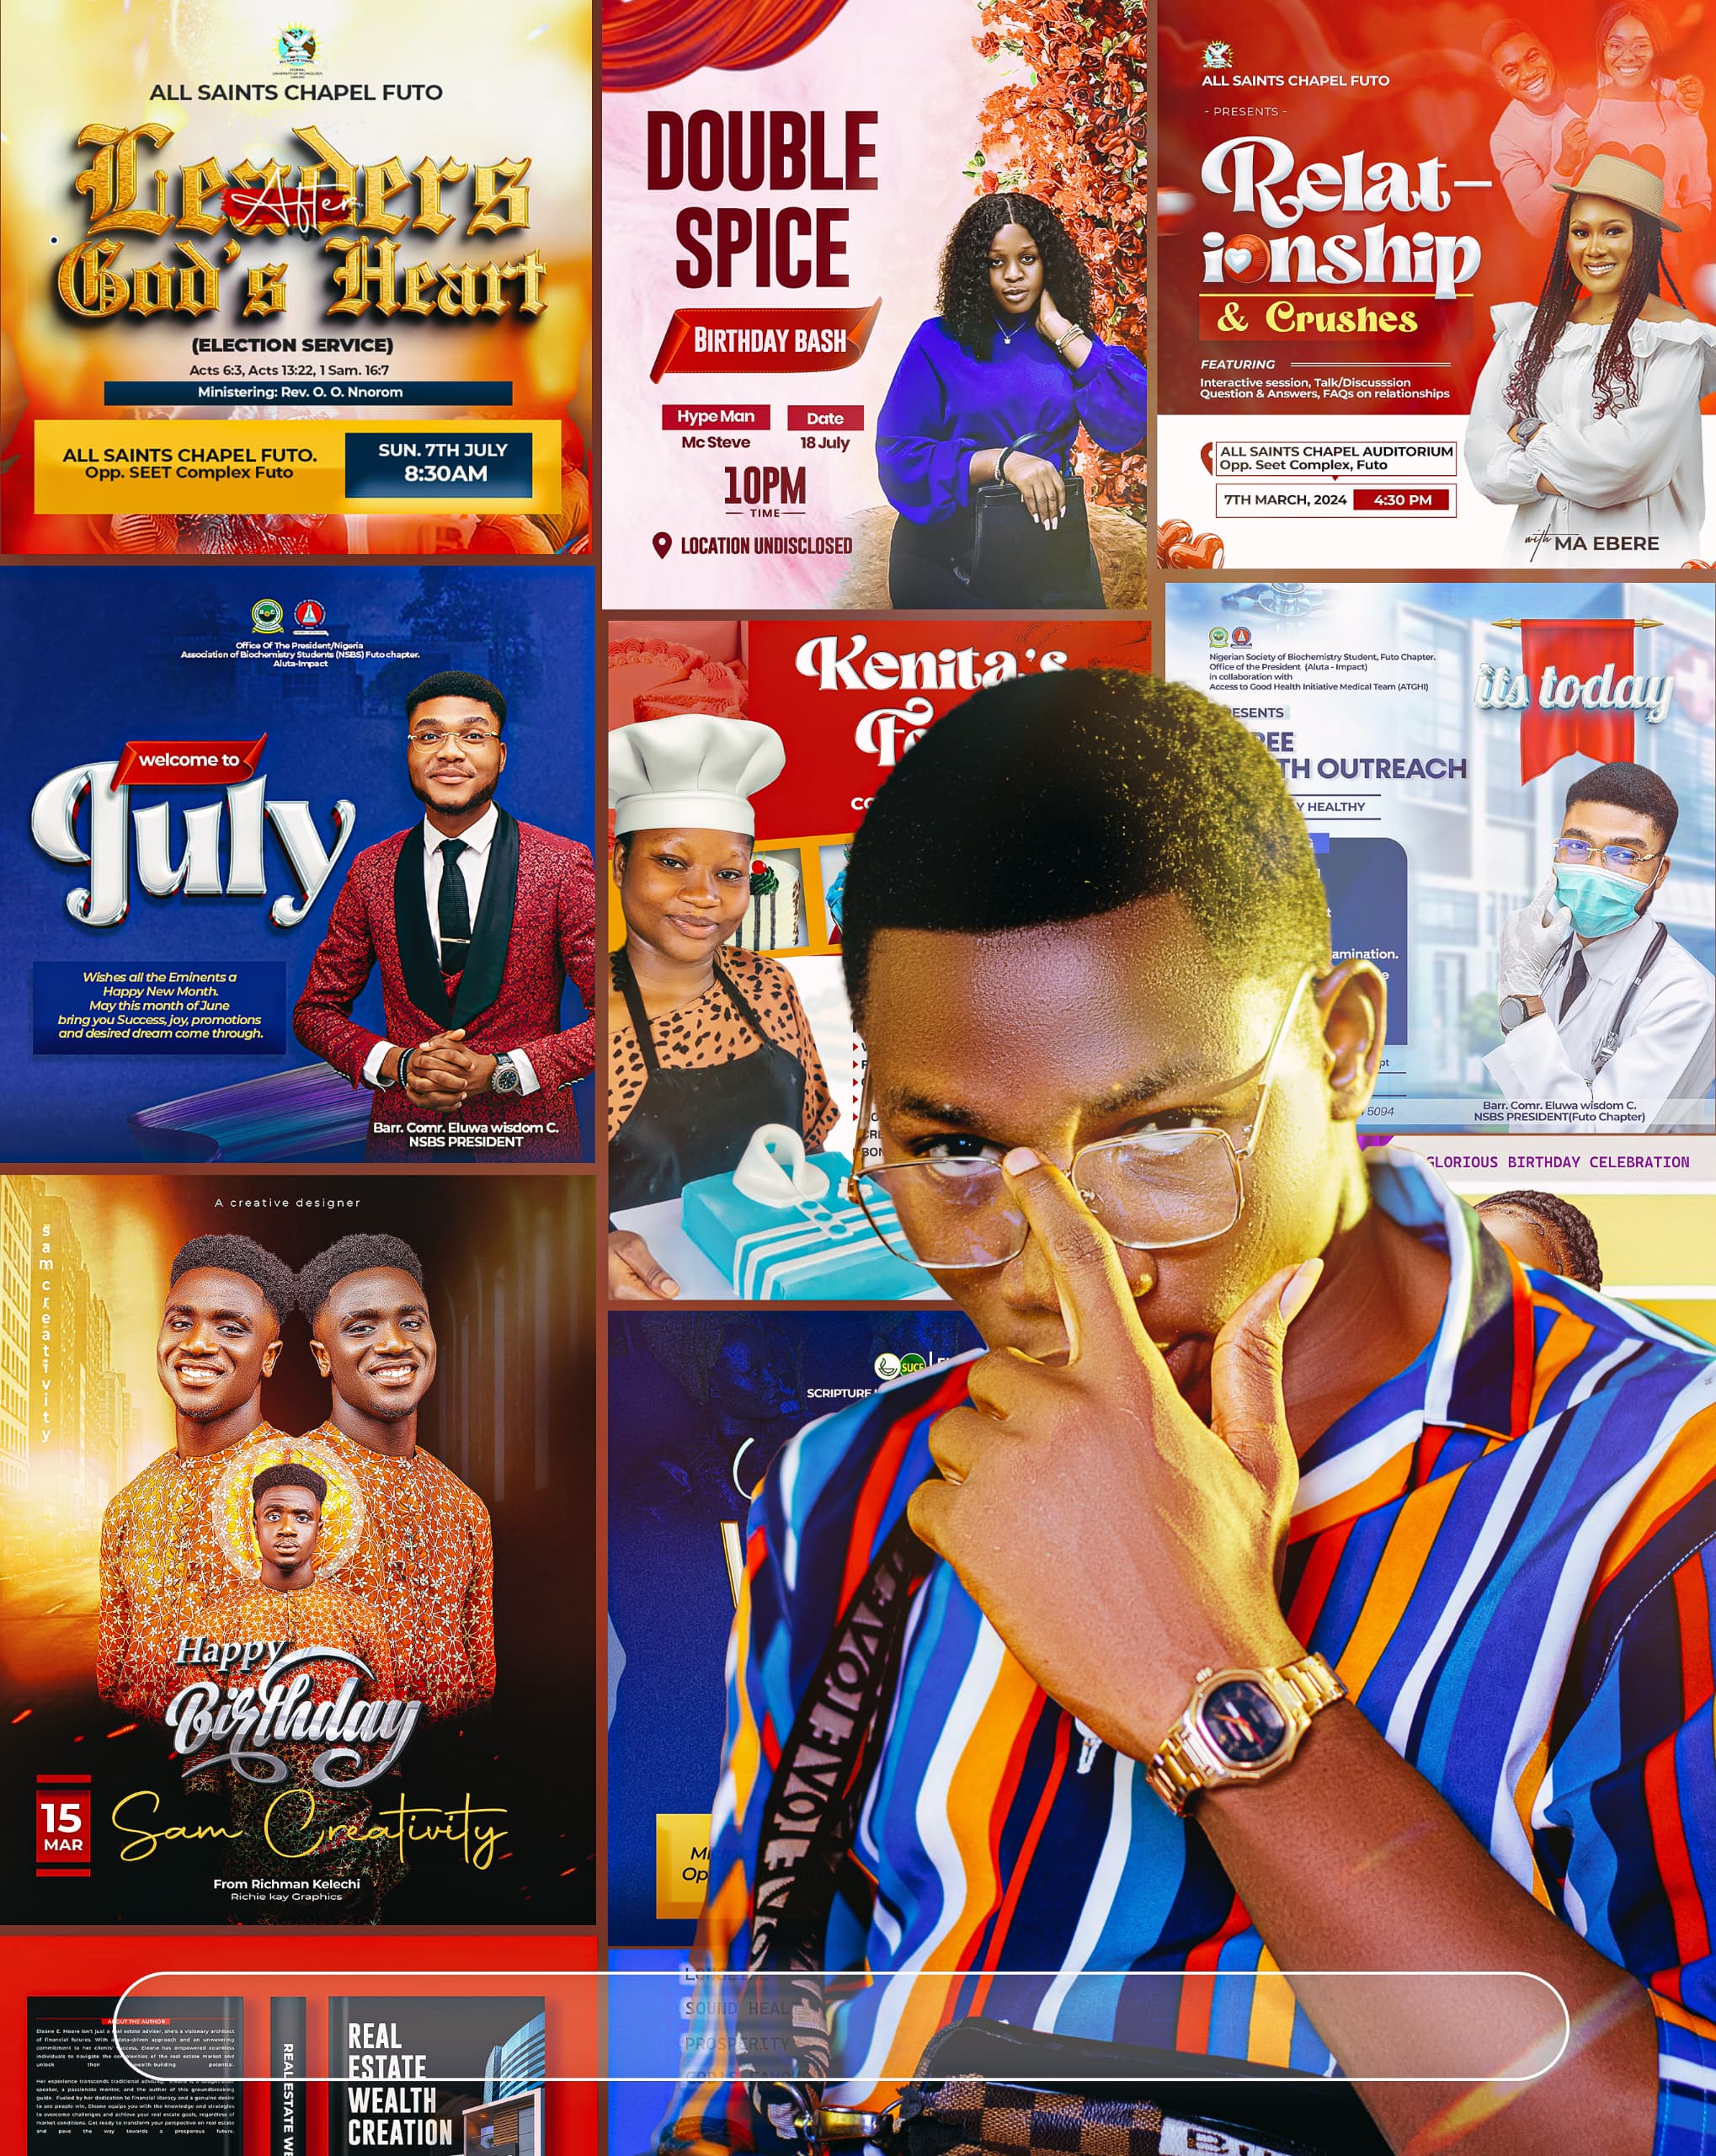 ALL SAINTS CHAPEL FUTO
Leaders
After
God's Heart
(ELECTION SERVICE)
Acts 6:3, Acts 13:22, 1 Sam. 16:7
Ministering: Rev. O. O. Nnorom
ALL SAINTS CHAPEL FUTO.
Opp. SEET Complex Futo
SUN. 7TH JULY
8:30AM
DOUBLE
SPICE
BIRTHDAY BASH
Hype Man
Mc Steve
Date
18 July
10PM
TIME
LOCATION UNDISCLOSED
ALL SAINTS CHAPEL FUTO
- PRESENTS -
Relat-
ionship
& Crushes
FEATURING
Interactive session, Talk/Discusssion
Question & Answers, FAQs on relationships
ALL SAINTS CHAPEL AUDITORIUM
Opp. Seet Complex, Futo
7TH MARCH, 2024
4:30 PM
with MA EBERE
Office Of The President/Nigeria
Association of Biochemistry Students (NSBS) Futo chapter.
Aluta-Impact
welcome to
July
Wishes all the Eminents a
Happy New Month.
May this month of June
bring you Success, joy, promotions
and desired dream come through.
Barr. Comr. Eluwa wisdom C.
NSBS PRESIDENT
Kenita's
Nigerian Society of Biochemistry Student, Futo Chapter.
Office of the President (Aluta - Impact)
in collaboration with
Access to Good Health Initiative Medical Team (ATGHI)
its today
OUTREACH
HEALTHY
5094
Barr. Comr. Eluwa wisdom C.
NSBS PRESIDENT(Futo Chapter)
GLORIOUS BIRTHDAY CELEBRATION
A creative designer
sam creativity
Happy
Birthday
15
MAR
Sam Creativity
From Richman Kelechi
Richie kay Graphics
SUCF
SCRIPTURE
SOUND HEAL
PROSPERITY
ABOUT THE AUTHOR
REAL ESTATE WE
REAL
ESTATE
WEALTH
CREATION